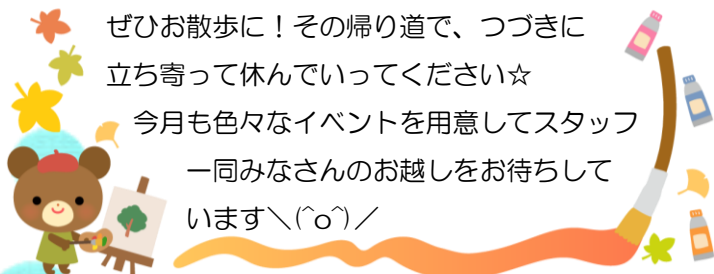 ぜひお散歩に！その帰り道で、つづきに
立ち寄って休んでいってください☆
今月も色々なイベントを用意してスタッフ
一同みなさんのお越しをお待ちして
います＼(^o^)／